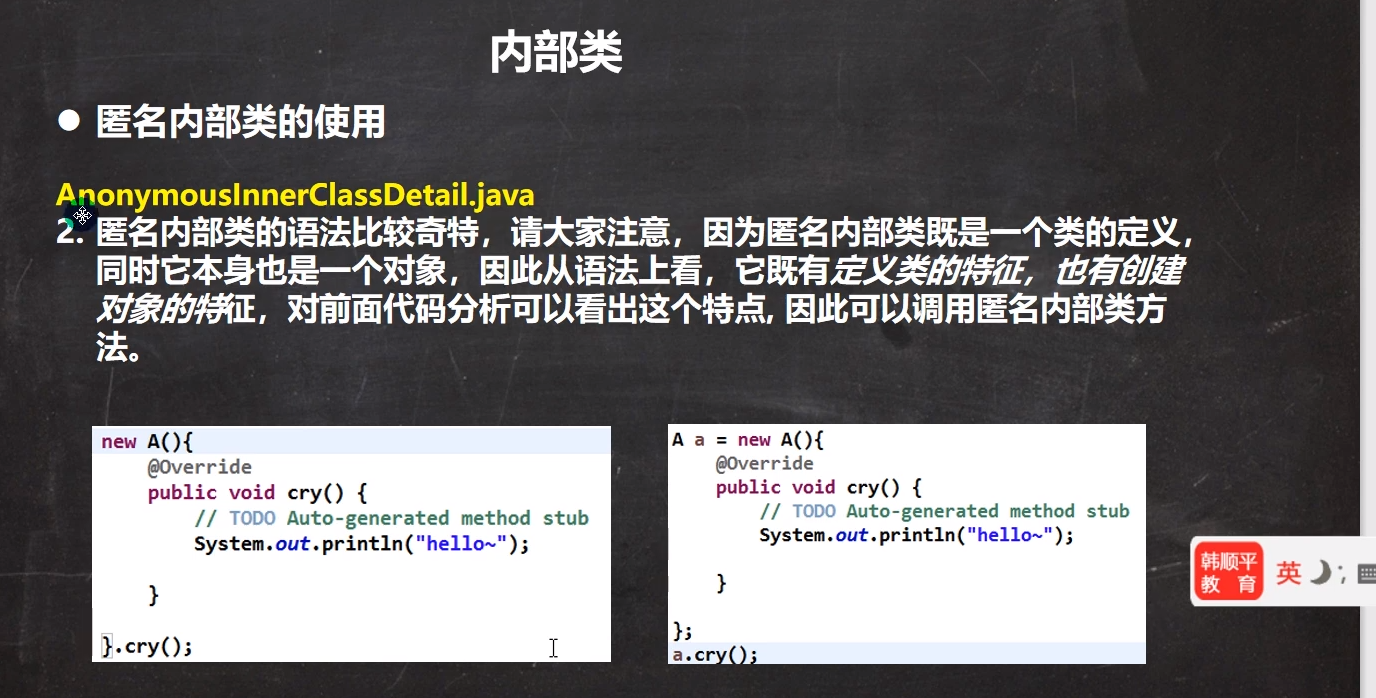 内部类
● 匿名内部类的使用
AnonymousInnerClassDetail.java
2. 匿名内部类的语法比较奇特，请大家注意，因为匿名内部类既是一个类的定义，
同时它本身也是一个对象，因此从语法上看，它既有定义类的特征，也有创建
对象的特征，对前面代码分析可以看出这个特点, 因此可以调用匿名内部类方
法。
new A(){
@Override
public void cry() {
// TODO Auto-generated method stub
System.out.println("hello~");
}
}.cry();
A a = new A(){
@Override
public void cry() {
// TODO Auto-generated method stub
System.out.println("hello~");
}
};
a.cry();
韩顺平
教 育
英 ;